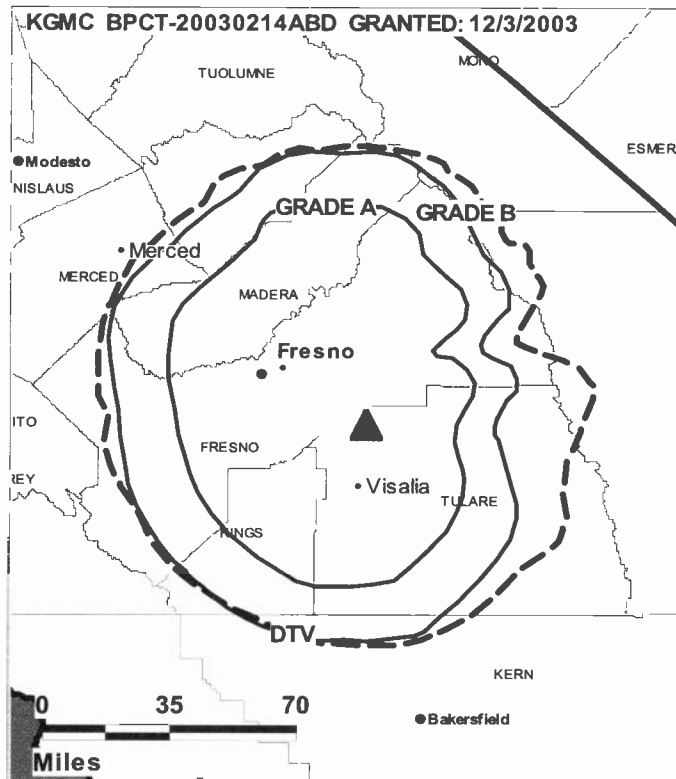 KGMC BPCT-20030214ABD GRANTED: 12/3/2003
MONO
TUOLUMNE
ESMER
Modesto
NISLAUS
GRADE A
GRADE B
Merced
MERCED
MADERA
Fresno
ITO
FRESNO
REY
Visalia
TULARE
KINGS
DTV
KERN
0 35 70
Bakersfield
Miles